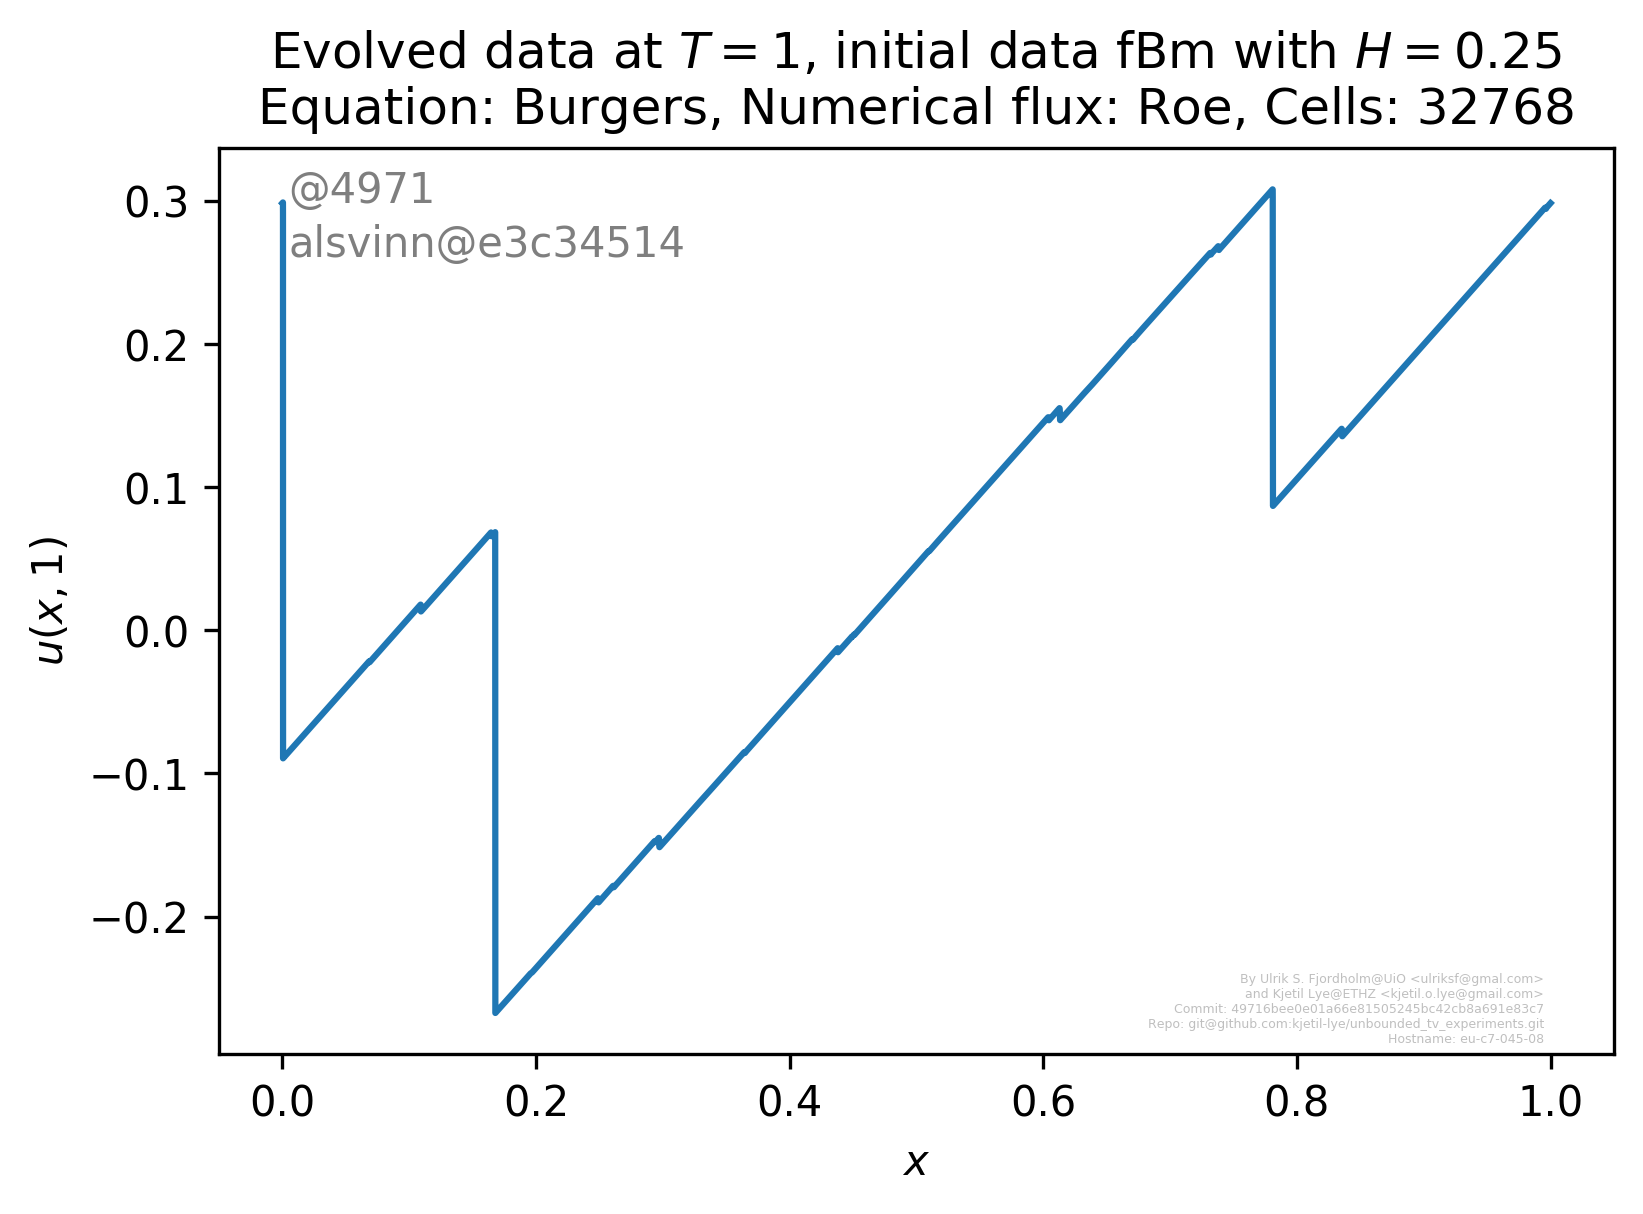 Evolved data at T = 1, initial data fBm with H = 0.25
Equation: Burgers, Numerical flux: Roe, Cells: 32768
@4971
alsvinn@e3c34514
0.3
0.2
0.1
0.0
−0.1
−0.2
u(x, 1)
By Ulrik S. Fjordholm@UiO <ulriksf@gmal.com>
and Kjetil Lye@ETHZ <kjetil.o.lye@gmail.com>
Commit: 49716bee0e01a66e81505245bc42cb8a691e83c7
Repo: git@github.com:kjetil-lye/unbounded_tv_experiments.git
Hostname: eu-c7-045-08
0.0 0.2 0.4 0.6 0.8 1.0
x